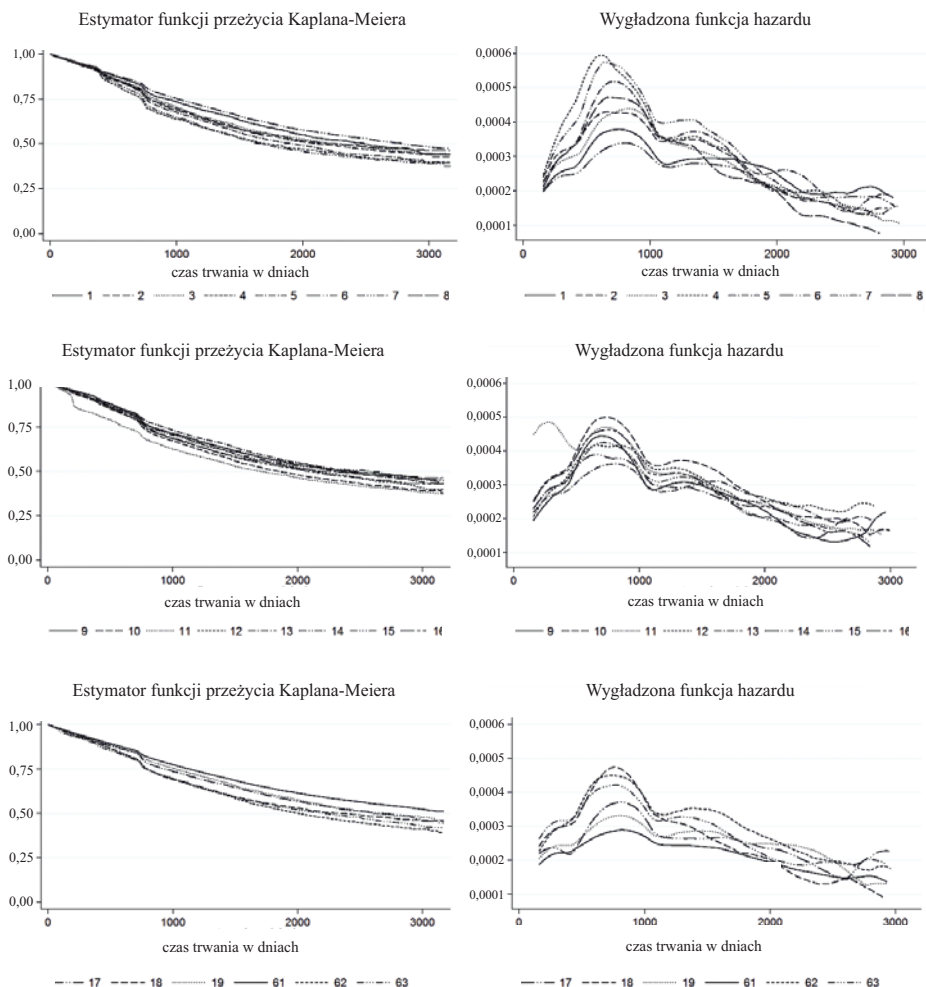 Estymator funkcji przeżycia Kaplana-Meiera
1,00
0,75
0,50
0,25
0,00
0 1000 2000 3000
czas trwania w dniach
1 2 3 4 5 6 7 8
Wygładzona funkcja hazardu
0,0006
0,0005
0,0004
0,0003
0,0002
0,0001
0 1000 2000 3000
czas trwania w dniach
1 2 3 4 5 6 7 8
Estymator funkcji przeżycia Kaplana-Meiera
1,00
0,75
0,50
0,25
0,00
0 1000 2000 3000
czas trwania w dniach
9 10 11 12 13 14 15 16
Wygładzona funkcja hazardu
0,0006
0,0005
0,0004
0,0003
0,0002
0,0001
0 1000 2000 3000
czas trwania w dniach
9 10 11 12 13 14 15 16
Estymator funkcji przeżycia Kaplana-Meiera
1,00
0,75
0,50
0,25
0,00
0 1000 2000 3000
czas trwania w dniach
17 18 19 61 62 63
Wygładzona funkcja hazardu
0,0006
0,0005
0,0004
0,0003
0,0002
0,0001
0 1000 2000 3000
czas trwania w dniach
17 18 19 61 62 63